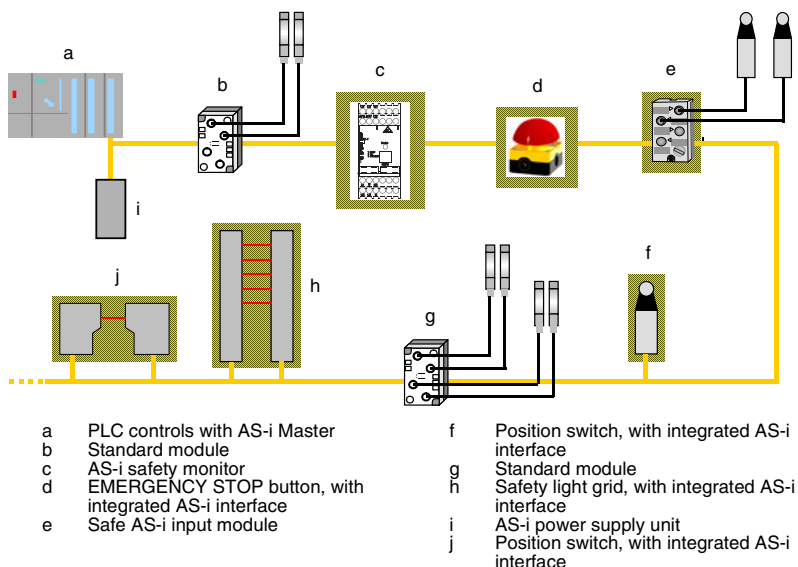 a
b
c
d
e
i
j
h
g
f
a PLC controls with AS-i Master
b Standard module
c AS-i safety monitor
d EMERGENCY STOP button, with
integrated AS-i interface
e Safe AS-i input module
f Position switch, with integrated AS-i
interface
g Standard module
h Safety light grid, with integrated AS-i
interface
i AS-i power supply unit
j Position switch, with integrated AS-i
interface